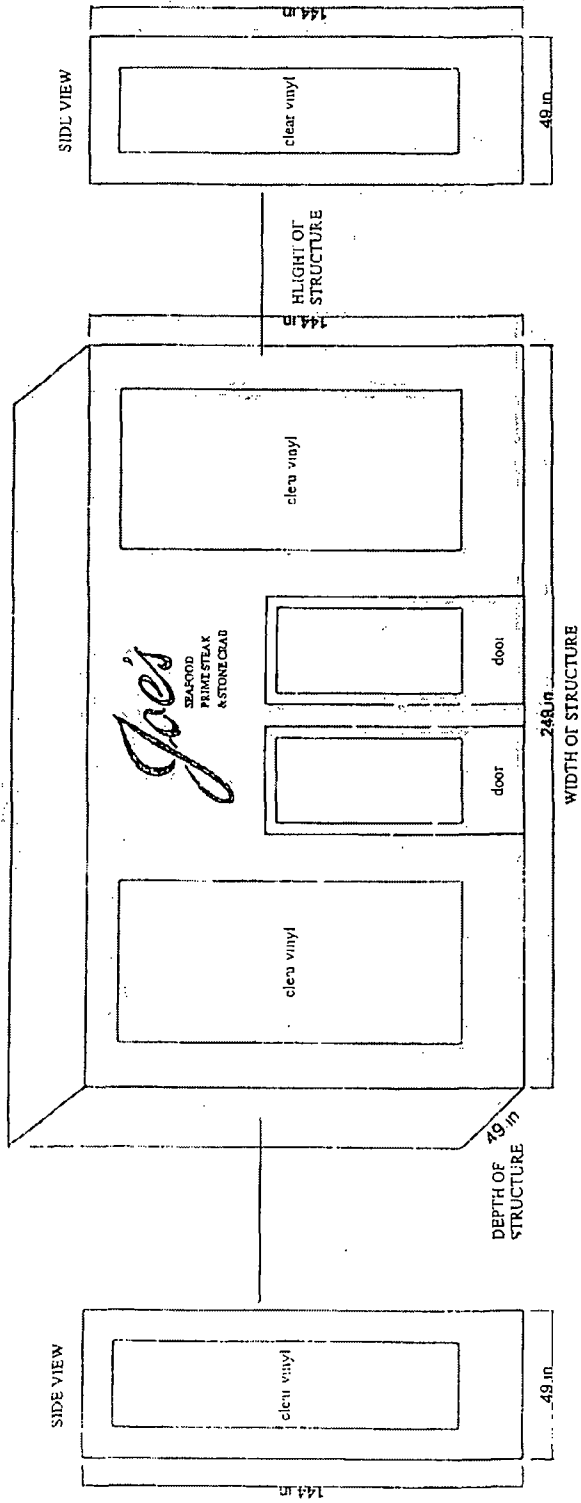 SIDE VIEW
clear vinyl
144 in
49 in
DEPTH OF
STRUCTURE
49 in
clear vinyl
Joe's
SEAFOOD
PRIME STEAK
& STONE CRAB
door
door
clear vinyl
248 in
WIDTH OF STRUCTURE
HEIGHT OF
STRUCTURE
144 in
SIDE VIEW
clear vinyl
144 in
49 in